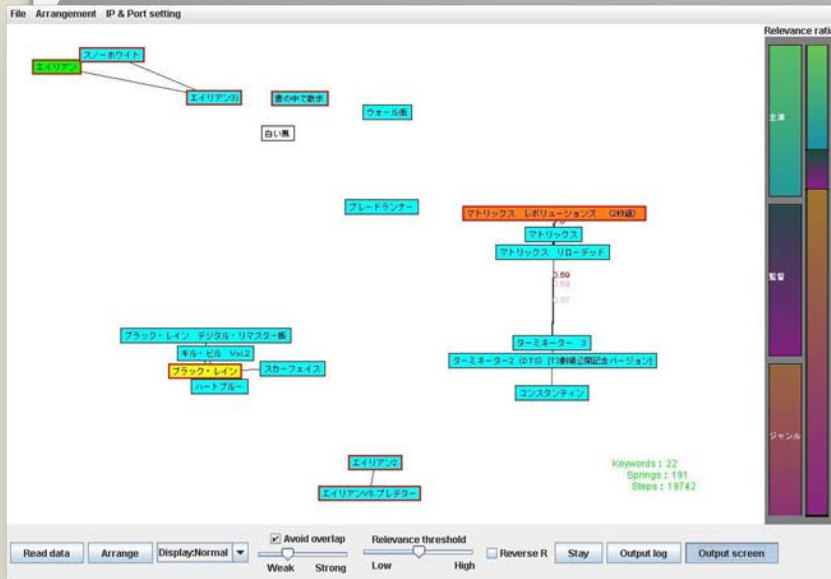 File Arrangement IP & Port setting
Relevance ratio
スノーホワイト
エイリアン
エイリアン3
雲の中で散歩
ウォール街
白い嵐
主演
ブレードランナー
マトリックス レボリューションズ (2枚組)
マトリックス
マトリックス リローデッド
監督
0.69
0.59
0.57
ブラック・レイン デジタル・リマスター版
キル・ビル Vol.2
ブラック・レイン
スカーフェイス
ハートブルー
ターミネーター 3
ターミネーター2 (DTS) [T3劇場公開記念バージョン]
コンスタンティン
ジャンル
エイリアン2
エイリアンVS.プレデター
Keywords : 22
Springs : 191
Steps : 19742
Read data Arrange Display:Normal Avoid overlap Weak Strong Relevance threshold Low High Reverse R Stay Output log Output screen